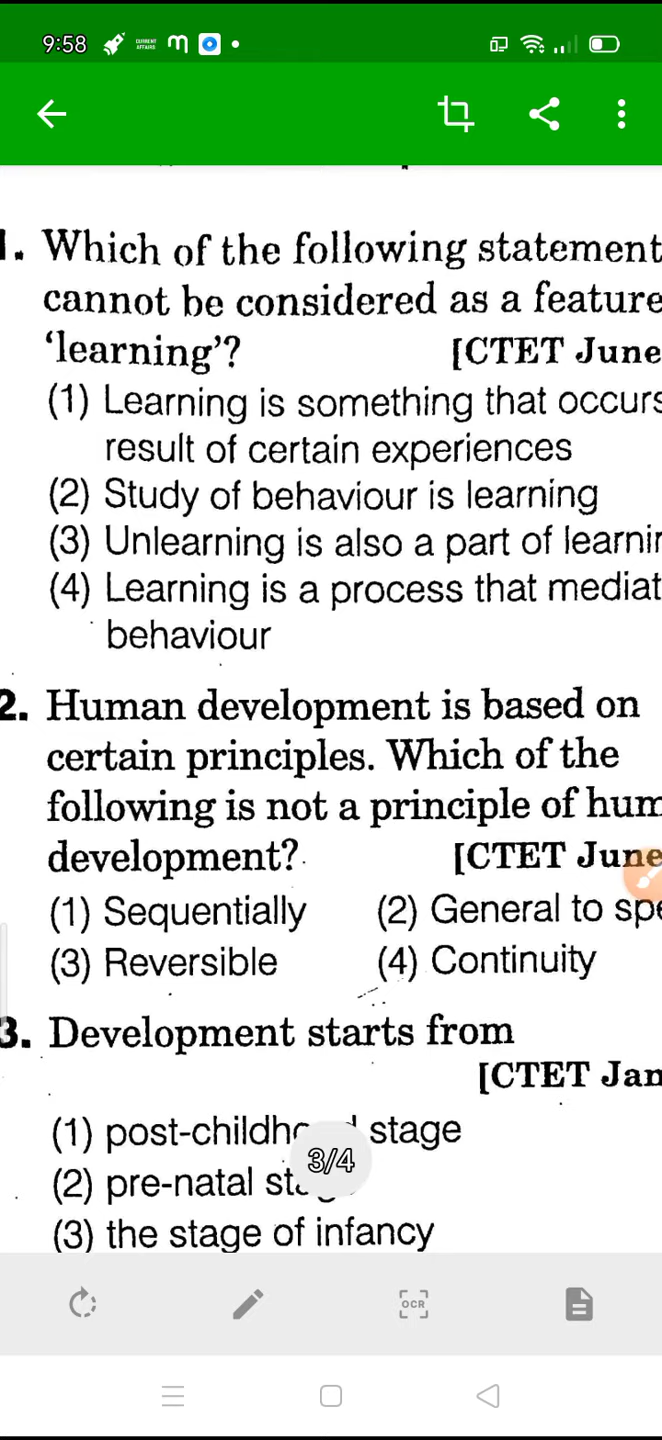 9:58
CURRENT AFFAIRS
1. Which of the following statement
cannot be considered as a feature
‘learning’? [CTET June
(1) Learning is something that occurs
result of certain experiences
(2) Study of behaviour is learning
(3) Unlearning is also a part of
(4) Learning is a process that mediat
behaviour
2. Human development is based on
certain principles. Which of the
following is not a principle of hum
development? [CTET June
(1) Sequentially (2) General to spe
(3) Reversible (4) Continuity
3. Development starts from
[CTET Jan
(1) stage
3/4
(2) pre-natal
(3) the stage of infancy
OCR